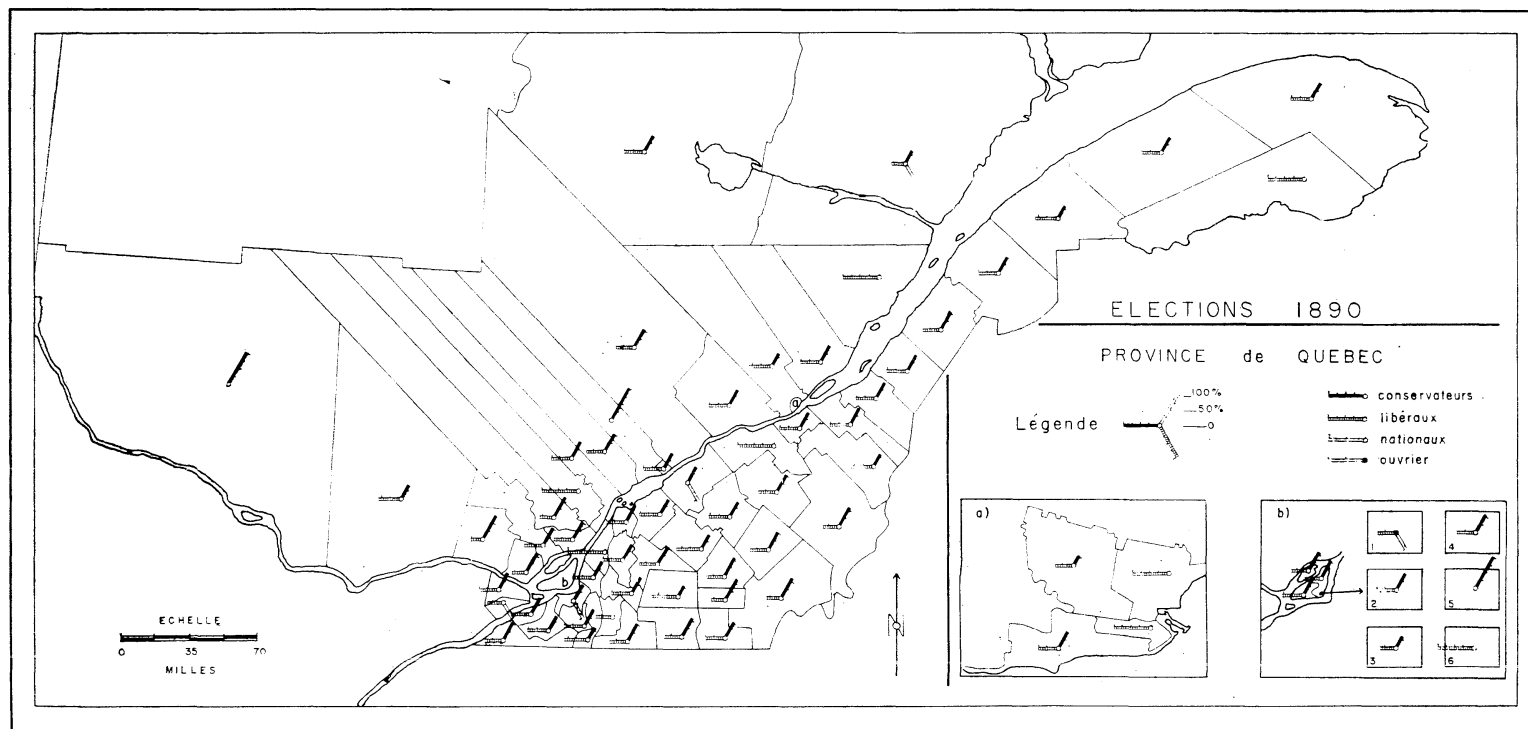 ELECTIONS 1890
PROVINCE de QUEBEC
Légende
100%
50%
0
conservateurs
libéraux
nationaux
ouvrier
a
b
ECHELLE
0 35 70
MILLES
a)
b)
1
4
2
5
3
6